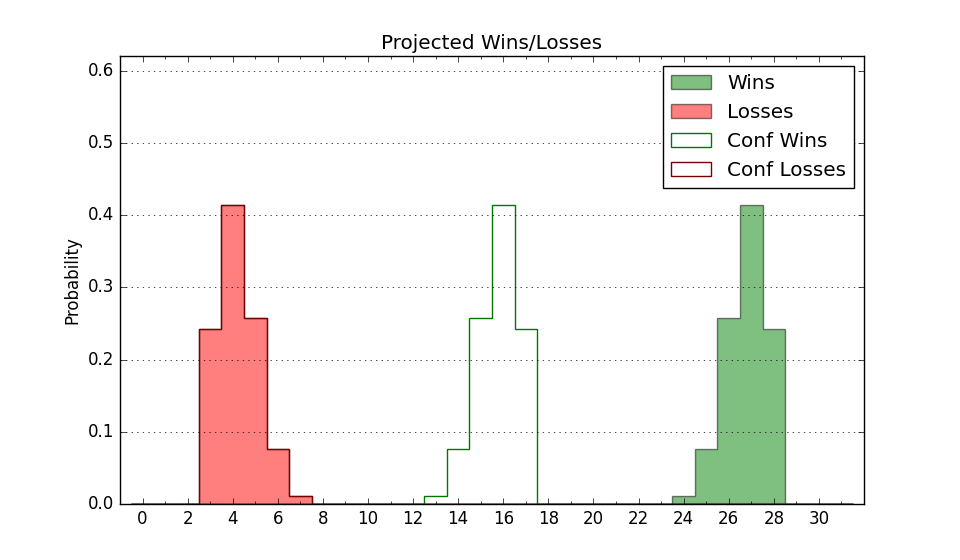 Projected Wins/Losses
Wins
Losses
Conf Wins
Conf Losses
Probability
0.6
0.5
0.4
0.3
0.2
0.1
0.0
0 2 4 6 8 10 12 14 16 18 20 22 24 26 28 30